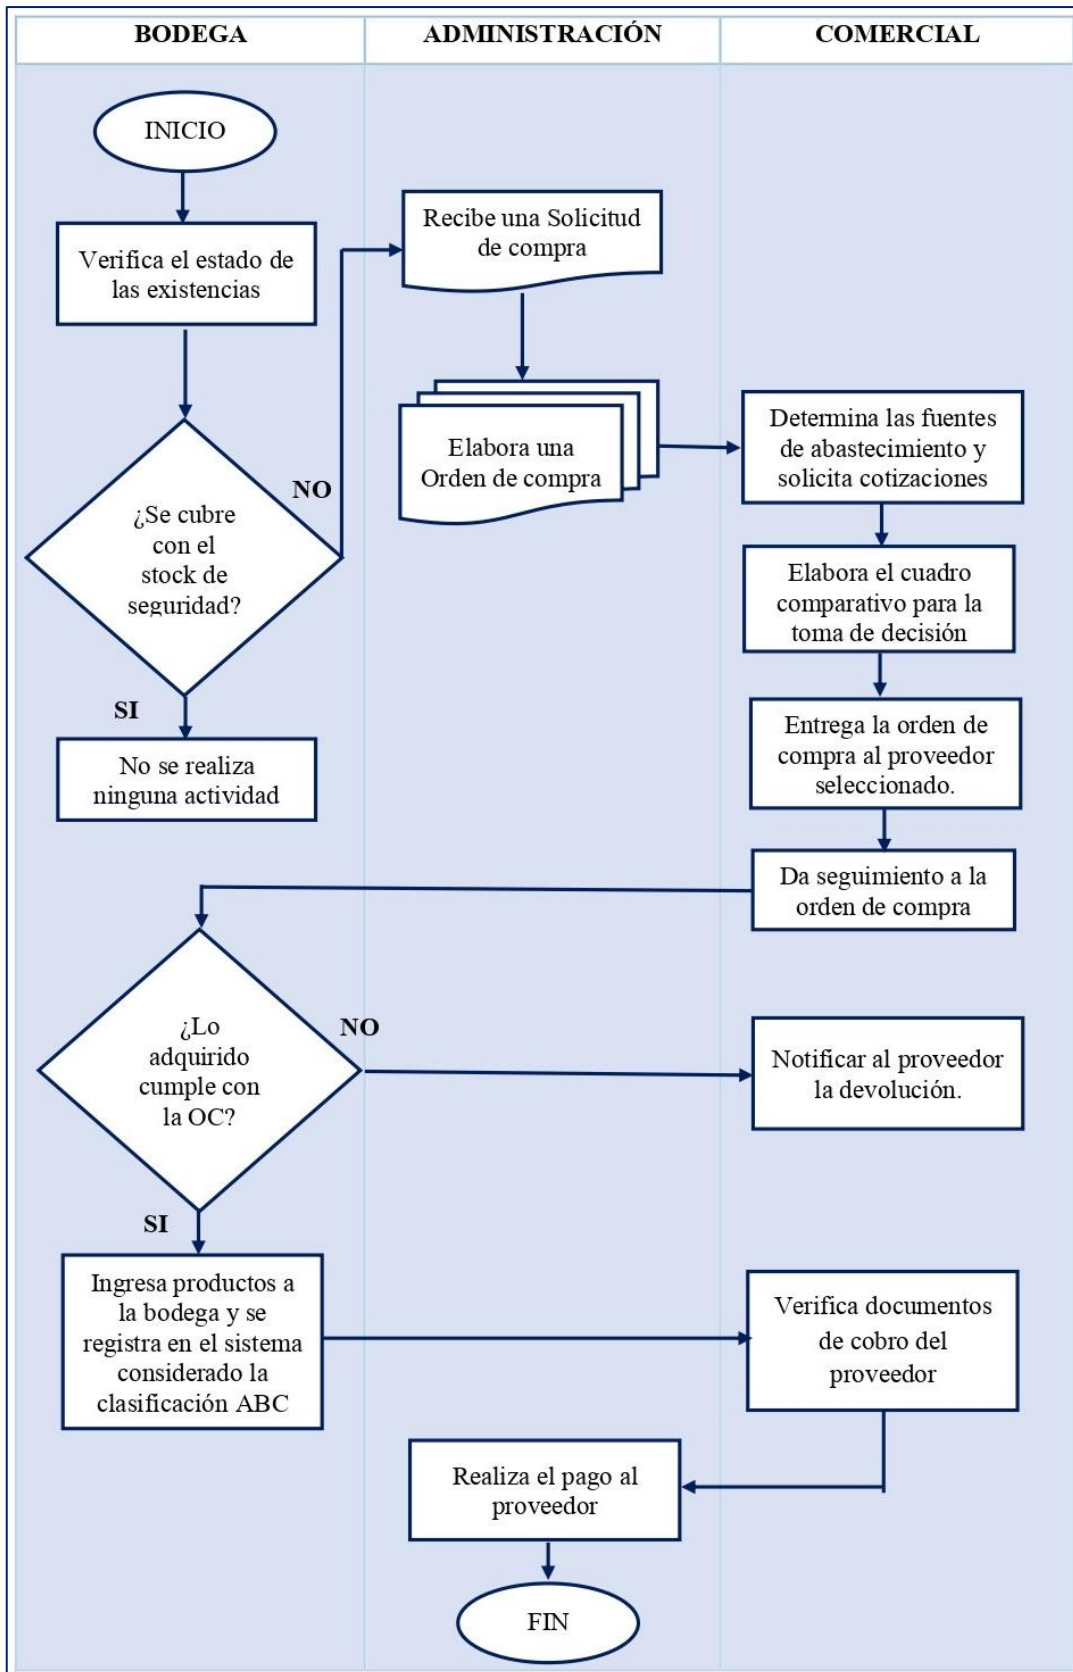 BODEGA
ADMINISTRACIÓN
COMERCIAL
INICIO
Verifica el estado de
las existencias
Recibe una Solicitud
de compra
Elabora una
Orden de compra
Determina las fuentes
de abastecimiento y
solicita cotizaciones
NO
¿Se cubre
con el
stock de
seguridad?
Elabora el cuadro
comparativo para la
toma de decisión
SI
No se realiza
ninguna actividad
Entrega la orden de
compra al proveedor
seleccionado.
Da seguimiento a la
orden de compra
¿Lo
adquirido
cumple con
la OC?
NO
Notificar al proveedor
la devolución.
SI
Ingresa productos a
la bodega y se
registra en el sistema
considerado la
clasificación ABC
Verifica documentos
de cobro del
proveedor
Realiza el pago al
proveedor
FIN